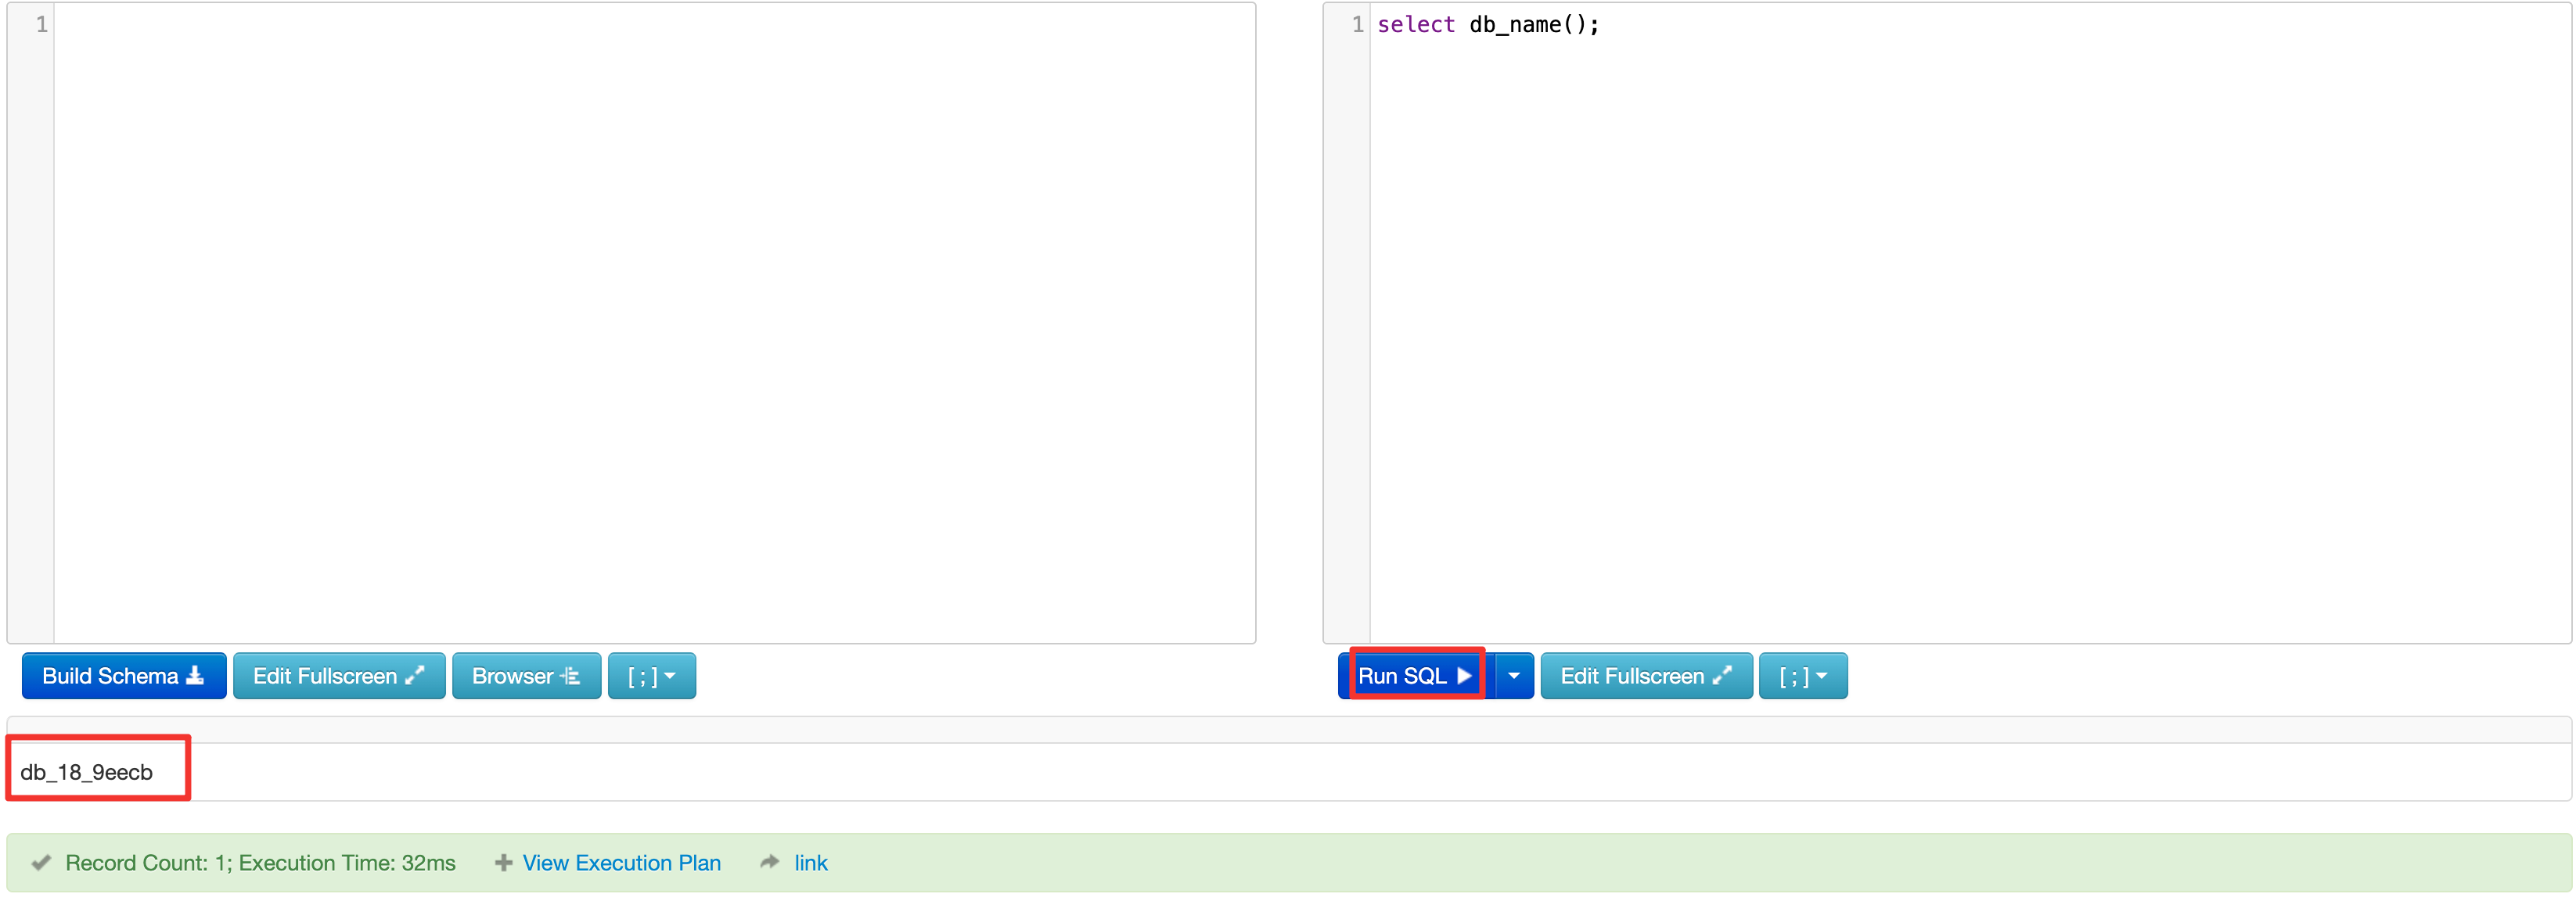 1
1 select db_name();
Build Schema Edit Fullscreen Browser [ ; ]
Run SQL Edit Fullscreen [ ; ]
db_18_9eecb
Record Count: 1; Execution Time: 32ms View Execution Plan link